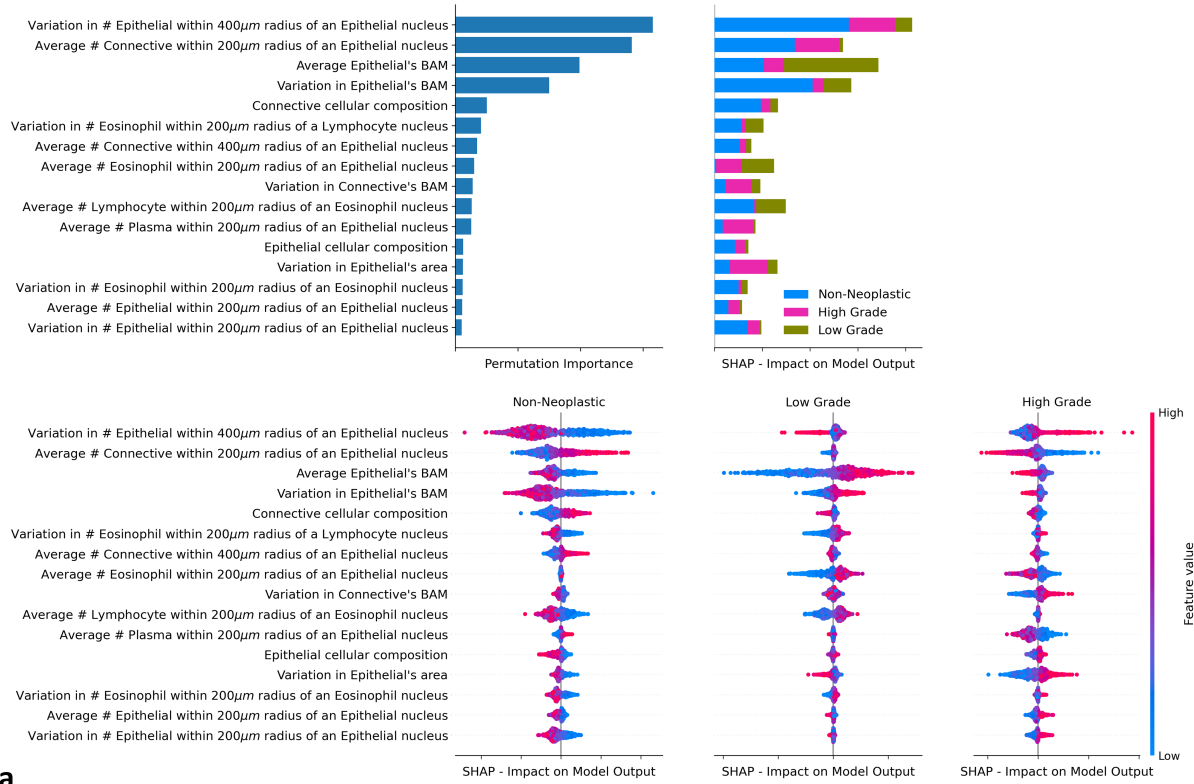 Variation in # Epithelial within 400μm radius of an Epithelial nucleus
Average # Connective within 200μm radius of an Epithelial nucleus
Average Epithelial's BAM
Variation in Epithelial's BAM
Connective cellular composition
Variation in # Eosinophil within 200μm radius of a Lymphocyte nucleus
Average # Connective within 400μm radius of an Epithelial nucleus
Average # Eosinophil within 200μm radius of an Epithelial nucleus
Variation in Connective's BAM
Average # Lymphocyte within 200μm radius of an Eosinophil nucleus
Average # Plasma within 200μm radius of an Epithelial nucleus
Epithelial cellular composition
Variation in Epithelial's area
Variation in # Eosinophil within 200μm radius of an Eosinophil nucleus
Average # Epithelial within 200μm radius of an Epithelial nucleus
Variation in # Epithelial within 200μm radius of an Epithelial nucleus
Permutation Importance
Non-Neoplastic
High Grade
Low Grade
SHAP - Impact on Model Output
Non-Neoplastic
Low Grade
High Grade
Variation in # Epithelial within 400μm radius of an Epithelial nucleus
Average # Connective within 200μm radius of an Epithelial nucleus
Average Epithelial's BAM
Variation in Epithelial's BAM
Connective cellular composition
Variation in # Eosinophil within 200μm radius of a Lymphocyte nucleus
Average # Connective within 400μm radius of an Epithelial nucleus
Average # Eosinophil within 200μm radius of an Epithelial nucleus
Variation in Connective's BAM
Average # Lymphocyte within 200μm radius of an Eosinophil nucleus
Average # Plasma within 200μm radius of an Epithelial nucleus
Epithelial cellular composition
Variation in Epithelial's area
Variation in # Eosinophil within 200μm radius of an Eosinophil nucleus
Average # Epithelial within 200μm radius of an Epithelial nucleus
Variation in # Epithelial within 200μm radius of an Epithelial nucleus
SHAP - Impact on Model Output
SHAP - Impact on Model Output
SHAP - Impact on Model Output
High
Feature value
Low
a